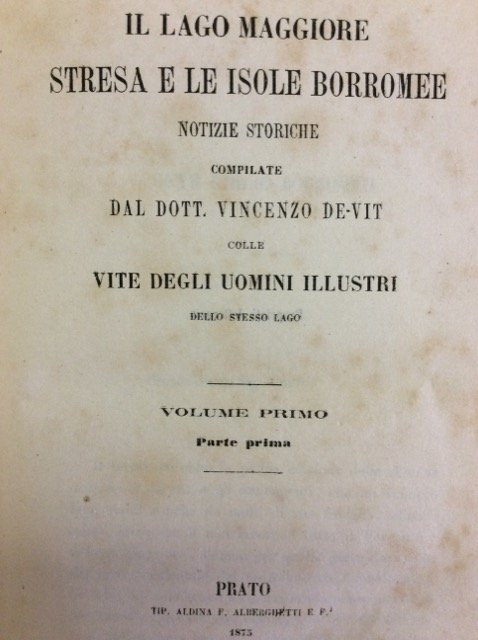 IL LAGO MAGGIORE
STRESA E LE ISOLE BORROMEE
NOTIZIE STORICHE
COMPILATE
DAL DOTT. VINCENZO DE-VIT
COLLE
VITE DEGLI UOMINI ILLUSTRI
DELLO STESSO LAGO
VOLUME PRIMO
Parte prima
PRATO
TIP. ALDINA F. ALBERGHETTI E F.i
1875